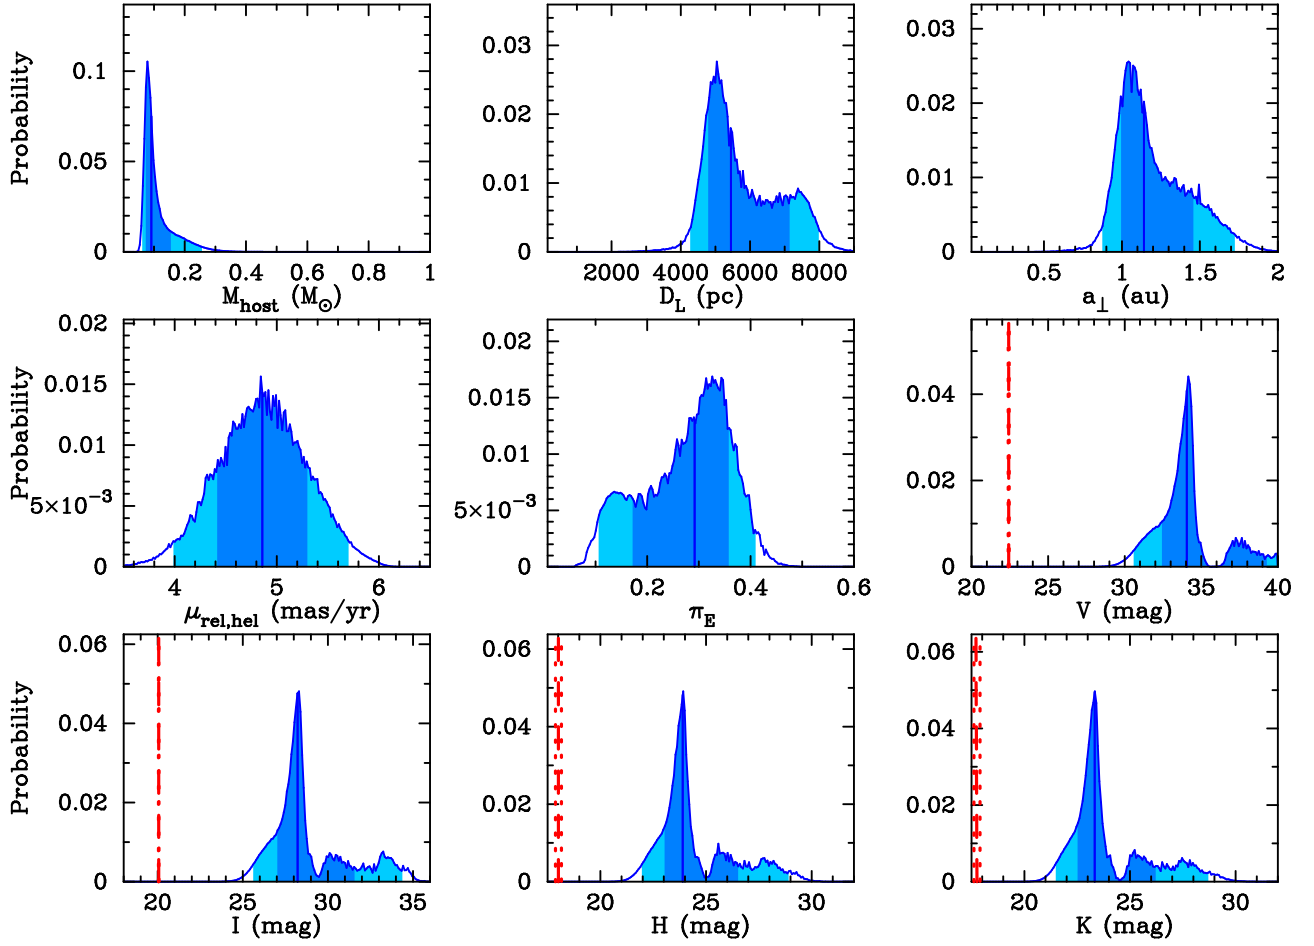 Probability
0.1
0.05
0
0.2 0.4 0.6 0.8 1
M_host (M_⊙)
0.03
0.02
0.01
0
2000 4000 6000 8000
D_L (pc)
0.03
0.02
0.01
0
0.5 1 1.5 2
a_⊥ (au)
Probability
0.02
0.015
0.01
5×10⁻³
0
4 5 6
μ_rel,hel (mas/yr)
0.02
0.015
0.01
5×10⁻³
0
0.2 0.4 0.6
π_E
0.04
0.02
0
20 25 30 35 40
V (mag)
Probability
0.06
0.04
0.02
0
20 25 30 35
I (mag)
0.06
0.04
0.02
0
20 25 30
H (mag)
0.06
0.04
0.02
0
20 25 30
K (mag)